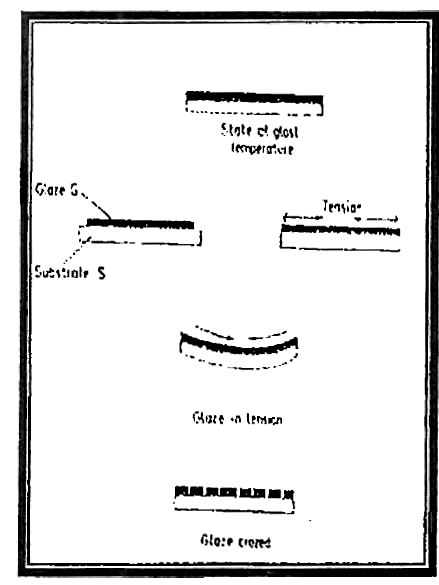 State of glost
temperature
Glaze G
Tension
Substrate S
Glaze in tension
Glaze crazed